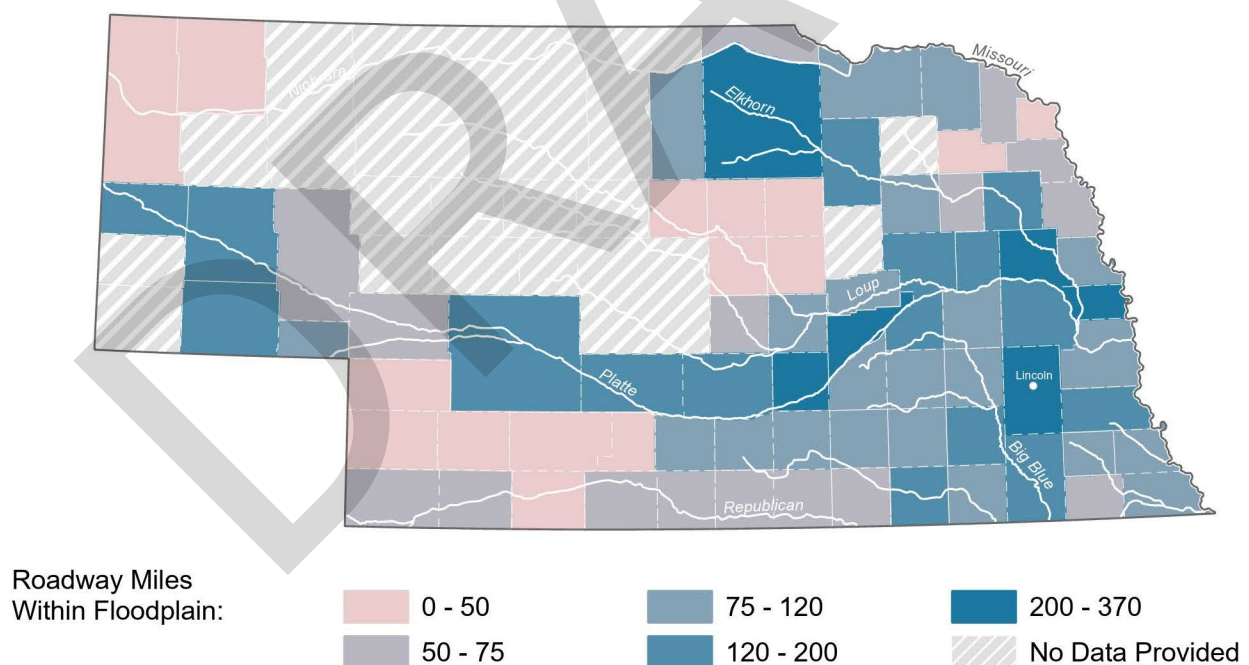 Missouri
Niobrara
Elkhorn
Loup
Platte
Lincoln
Big Blue
Republican
DRA
Roadway Miles
Within Floodplain:
0 - 50
75 - 120
200 - 370
50 - 75
120 - 200
No Data Provided